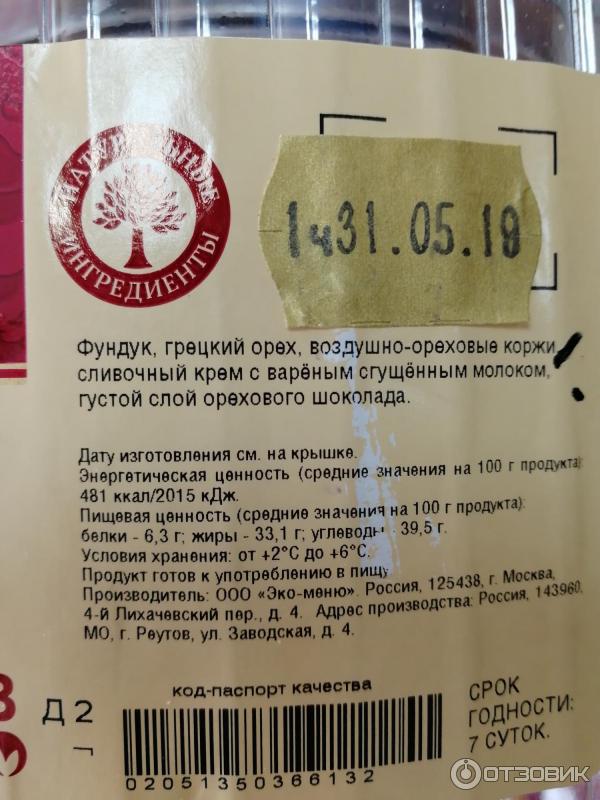 НАТУРАЛЬНЫЕ
ИНГРЕДИЕНТЫ
1ч31.05.19
Фундук, грецкий орех, воздушно-ореховые коржи,
сливочный крем с варёным сгущённым молоком,
густой слой орехового шоколада.
Дату изготовления см. на крышке.
Энергетическая ценность (средние значения на 100 г продукта):
481 ккал/2015 кДж.
Пищевая ценность (средние значения на 100 г продукта):
белки - 6,3 г; жиры - 33,1 г; углеводы - 39,5 г.
Условия хранения: от +2°С до +6°С.
Продукт готов к употреблению в пищу
Производитель: ООО «Эко-меню». Россия, 125438, г. Москва,
4-й Лихачевский пер., д. 4. Адрес производства: Россия, 143960,
МО, г. Реутов, ул. Заводская, д. 4.
код-паспорт качества
Д 2
02051350366132
СРОК
ГОДНОСТИ:
7 СУТОК.
ОТЗОВИК